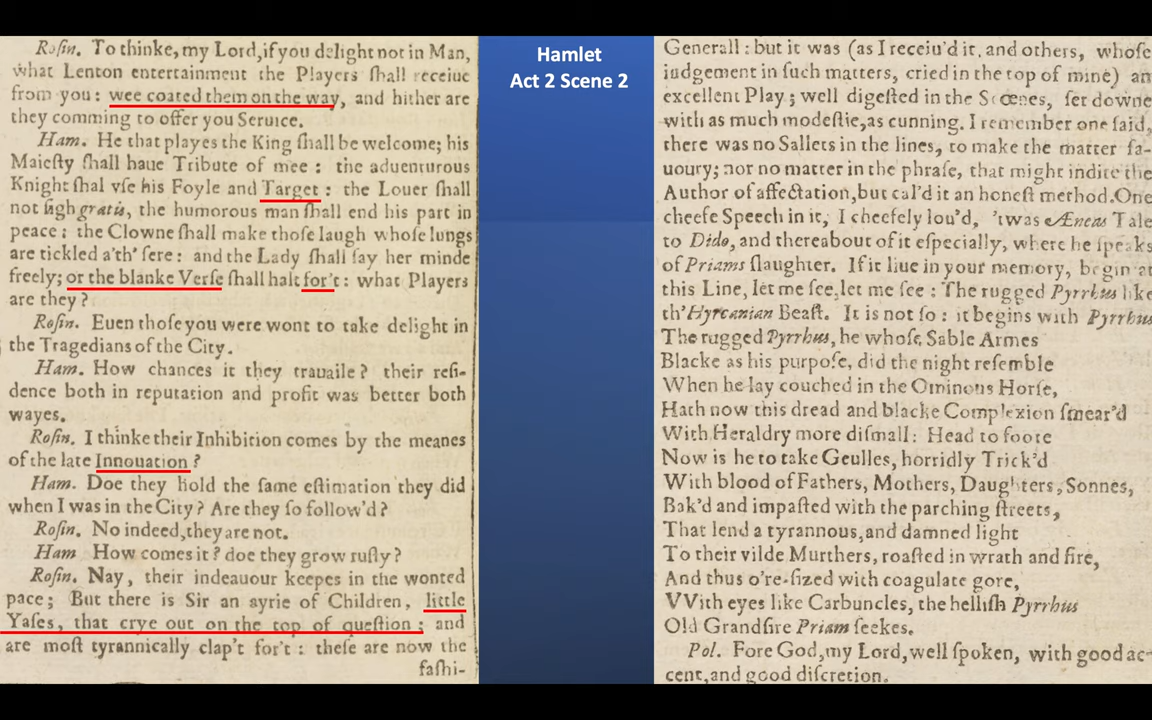 Rosin. To thinke, my Lord, if you delight not in Man,
what Lenton entertainment the Players shall receiue
from you: wee coated them on the way, and hither are
they comming to offer you Seruice.
Ham. He that playes the King shall be welcome; his
Maiesty shall haue Tribute of mee: the aduenturous
Knight shal vse his Foyle and Target: the Louer shall
not sigh gratis, the humorous man shall end his part in
peace: the Clowne shall make those laugh whose lungs
are tickled a'th' sere: and the Lady shall say her minde
freely; or the blanke Verse shall halt for't: what Players
are they?
Rosin. Euen those you were wont to take delight in
the Tragedians of the City.
Ham. How chances it they trauaile? their resi-
dence both in reputation and profit was better both
wayes.
Rosin. I thinke their Inhibition comes by the meanes
of the late Innouation?
Ham. Doe they hold the same estimation they did
when I was in the City? Are they so follow'd?
Rosin. No indeed, they are not.
Ham How comes it? doe they grow rusty?
Rosin. Nay, their indeauour keepes in the wonted
pace; But there is Sir an ayrie of Children, little
Yases, that crye out on the top of question; and
are most tyrannically clap't for't: these are now the
fashi-
Hamlet
Act 2 Scene 2
Generall: but it was (as I receiu'd it, and others, whose
iudgement in such matters, cried in the top of mine) an
excellent Play; well digested in the Scœnes, set downe
with as much modestie, as cunning. I remember one said,
there was no Sallets in the lines, to make the matter sa-
uoury; nor no matter in the phrase, that might indite the
Author of affectation, but cal'd it an honest method. One
cheefe Speech in it, I cheefely lou'd, 'twas Æneas Tale
to Dido, and thereabout of it especially, where he speaks
of Priams slaughter. If it liue in your memory, begin at
this Line, let me see, let me see: The rugged Pyrrhus like
th'Hyrcanian Beast. It is not so: it begins with Pyrrhus
The rugged Pyrrhus, he whose Sable Armes
Blacke as his purpose, did the night resemble
When he lay couched in the Ominous Horse,
Hath now this dread and blacke Complexion smear'd
With Heraldry more dismall: Head to foote
Now is he to take Geulles, horridly Trick'd
With blood of Fathers, Mothers, Daughters, Sonnes,
Bak'd and impasted with the parching streets,
That lend a tyrannous, and damned light
To their vilde Murthers, roasted in wrath and fire,
And thus o're-sized with coagulate gore,
VVith eyes like Carbuncles, the hellish Pyrrhus
Old Grandsire Priam seekes.
Pol. Fore God, my Lord, well spoken, with good ac-
cent, and good discretion.